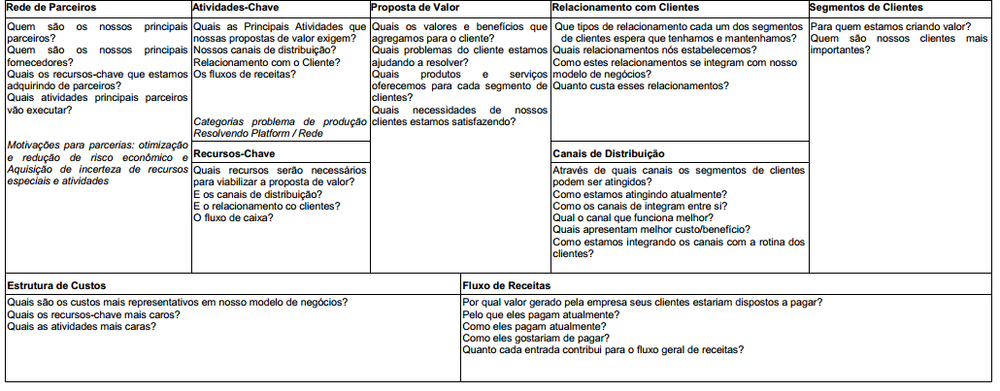 Rede de Parceiros
Quem são os nossos principais
parceiros?
Quem são os nossos principais
fornecedores?
Quais os recursos-chave que estamos
adquirindo de parceiros?
Quais atividades principais parceiros
vão executar?
Motivações para parcerias: otimização
e redução de risco econômico e
Aquisição de incerteza de recursos
especiais e atividades
Atividades-Chave
Quais as Principais Atividades que
nossas propostas de valor exigem?
Nossos canais de distribuição?
Relacionamento com o Cliente?
Os fluxos de receitas?
Categorias problema de produção
Resolvendo Platform / Rede
Recursos-Chave
Quais recursos serão necessários
para viabilizar a proposta de valor?
E os canais de distribuição?
E o relacionamento co clientes?
O fluxo de caixa?
Proposta de Valor
Quais os valores e benefícios que
agregamos para o cliente?
Quais problemas do cliente estamos
ajudando a resolver?
Quais produtos e serviços
oferecemos para cada segmento de
clientes?
Quais necessidades de nossos
clientes estamos satisfazendo?
Relacionamento com Clientes
Que tipos de relacionamento cada um dos segmentos
de clientes espera que tenhamos e mantenhamos?
Quais relacionamentos nós estabelecemos?
Como estes relacionamentos se integram com nosso
modelo de negócios?
Quanto custa esses relacionamentos?
Canais de Distribuição
Através de quais canais os segmentos de clientes
podem ser atingidos?
Como estamos atingindo atualmente?
Como os canais de integram entre si?
Qual o canal que funciona melhor?
Quais apresentam melhor custo/benefício?
Como estamos integrando os canais com a rotina dos
clientes?
Segmentos de Clientes
Para quem estamos criando valor?
Quem são nossos clientes mais
importantes?
Estrutura de Custos
Quais são os custos mais representativos em nosso modelo de negócios?
Quais os recursos-chave mais caros?
Quais as atividades mais caras?
Fluxo de Receitas
Por qual valor gerado pela empresa seus clientes estariam dispostos a pagar?
Pelo que eles pagam atualmente?
Como eles pagam atualmente?
Como eles gostariam de pagar?
Quanto cada entrada contribui para o fluxo geral de receitas?